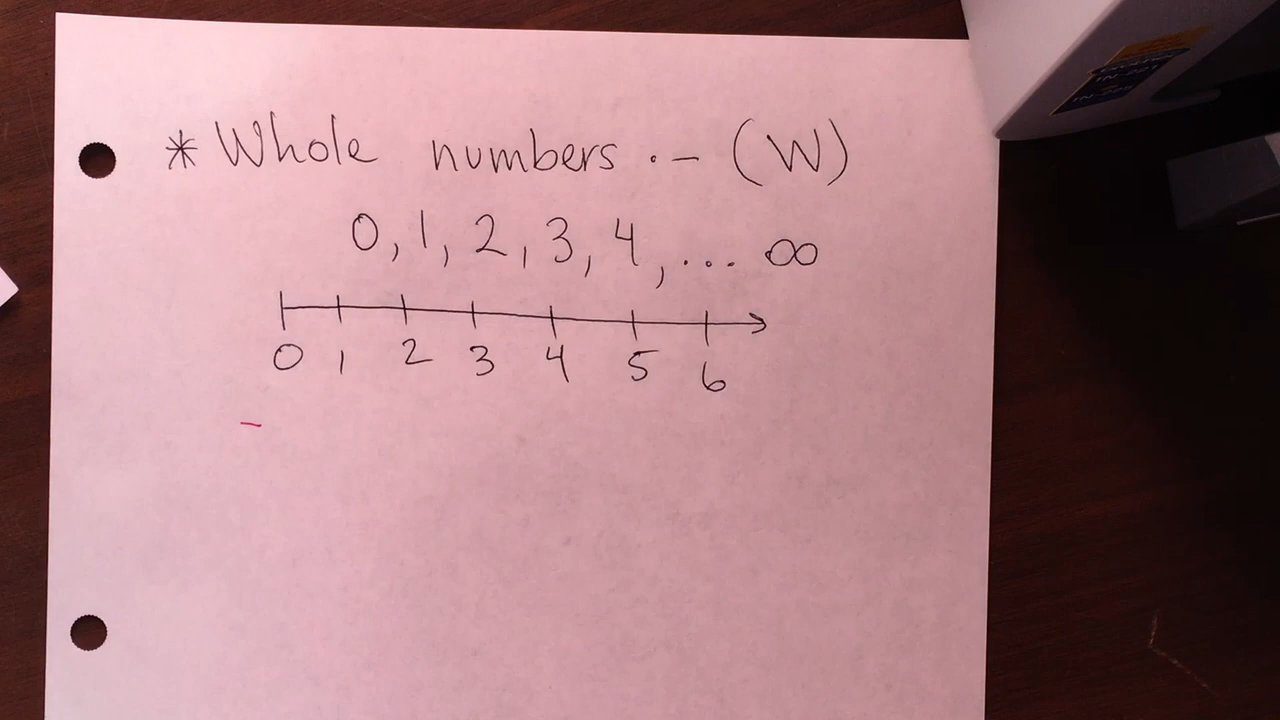 * Whole numbers .- (W)
0, 1, 2, 3, 4, ... ∞
0 1 2 3 4 5 6
-